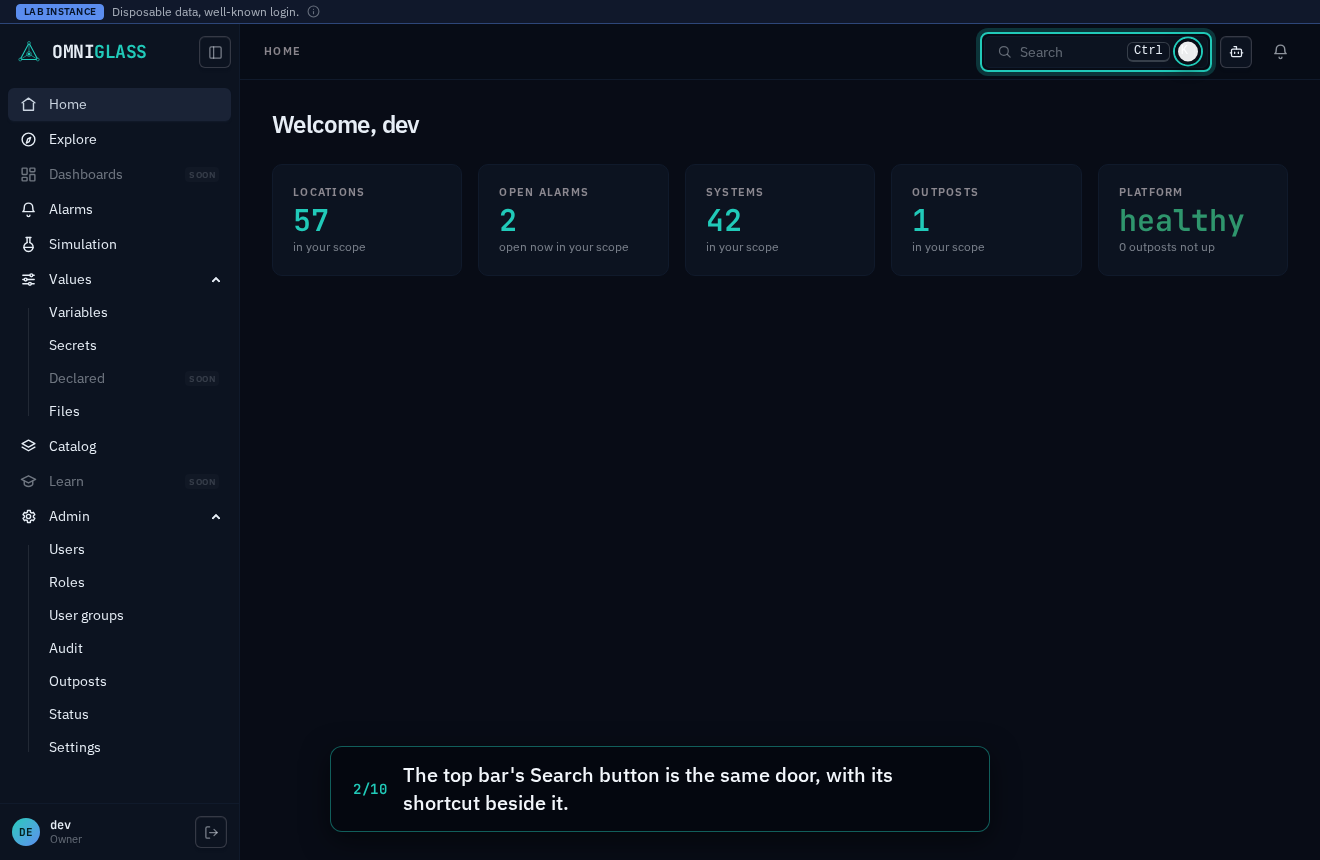 LAB INSTANCE Disposable data, well-known login.
OMNIGLASS
HOME
Search
Ctrl
Home
Explore
Dashboards SOON
Alarms
Simulation
Values
Variables
Secrets
Declared SOON
Files
Catalog
Learn SOON
Admin
Users
Roles
User groups
Audit
Outposts
Status
Settings
DE
dev
Owner
Welcome, dev
LOCATIONS
57
in your scope
OPEN ALARMS
2
open now in your scope
SYSTEMS
42
in your scope
OUTPOSTS
1
in your scope
PLATFORM
healthy
0 outposts not up
2/10
The top bar's Search button is the same door, with its
shortcut beside it.